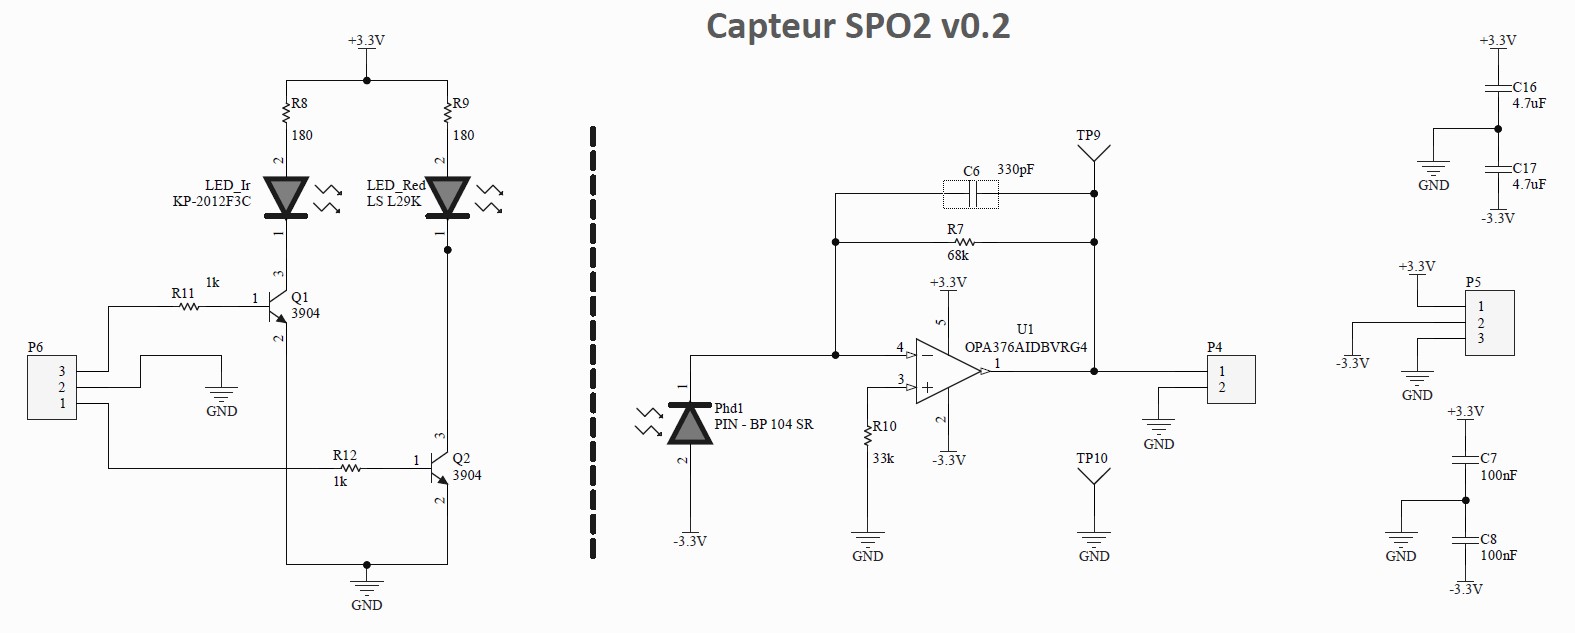 Capteur SPO2 v0.2
+3.3V
R8
180
R9
180
2
2
LED_Ir
KP-2012F3C
LED_Red
LS L29K
1
1
3
1k
R11
1
Q1
3904
2
P6
3
2
1
GND
R12
1k
1
3
Q2
3904
2
GND
TP9
C6
330pF
R7
68k
+3.3V
5
U1
OPA376AIDBVRG4
4
3
1
2
-3.3V
1
Phd1
PIN - BP 104 SR
2
-3.3V
R10
33k
GND
P4
1
2
GND
TP10
GND
+3.3V
C16
4.7uF
GND
C17
4.7uF
-3.3V
+3.3V
P5
1
2
3
-3.3V
GND
+3.3V
C7
100nF
GND
C8
100nF
-3.3V